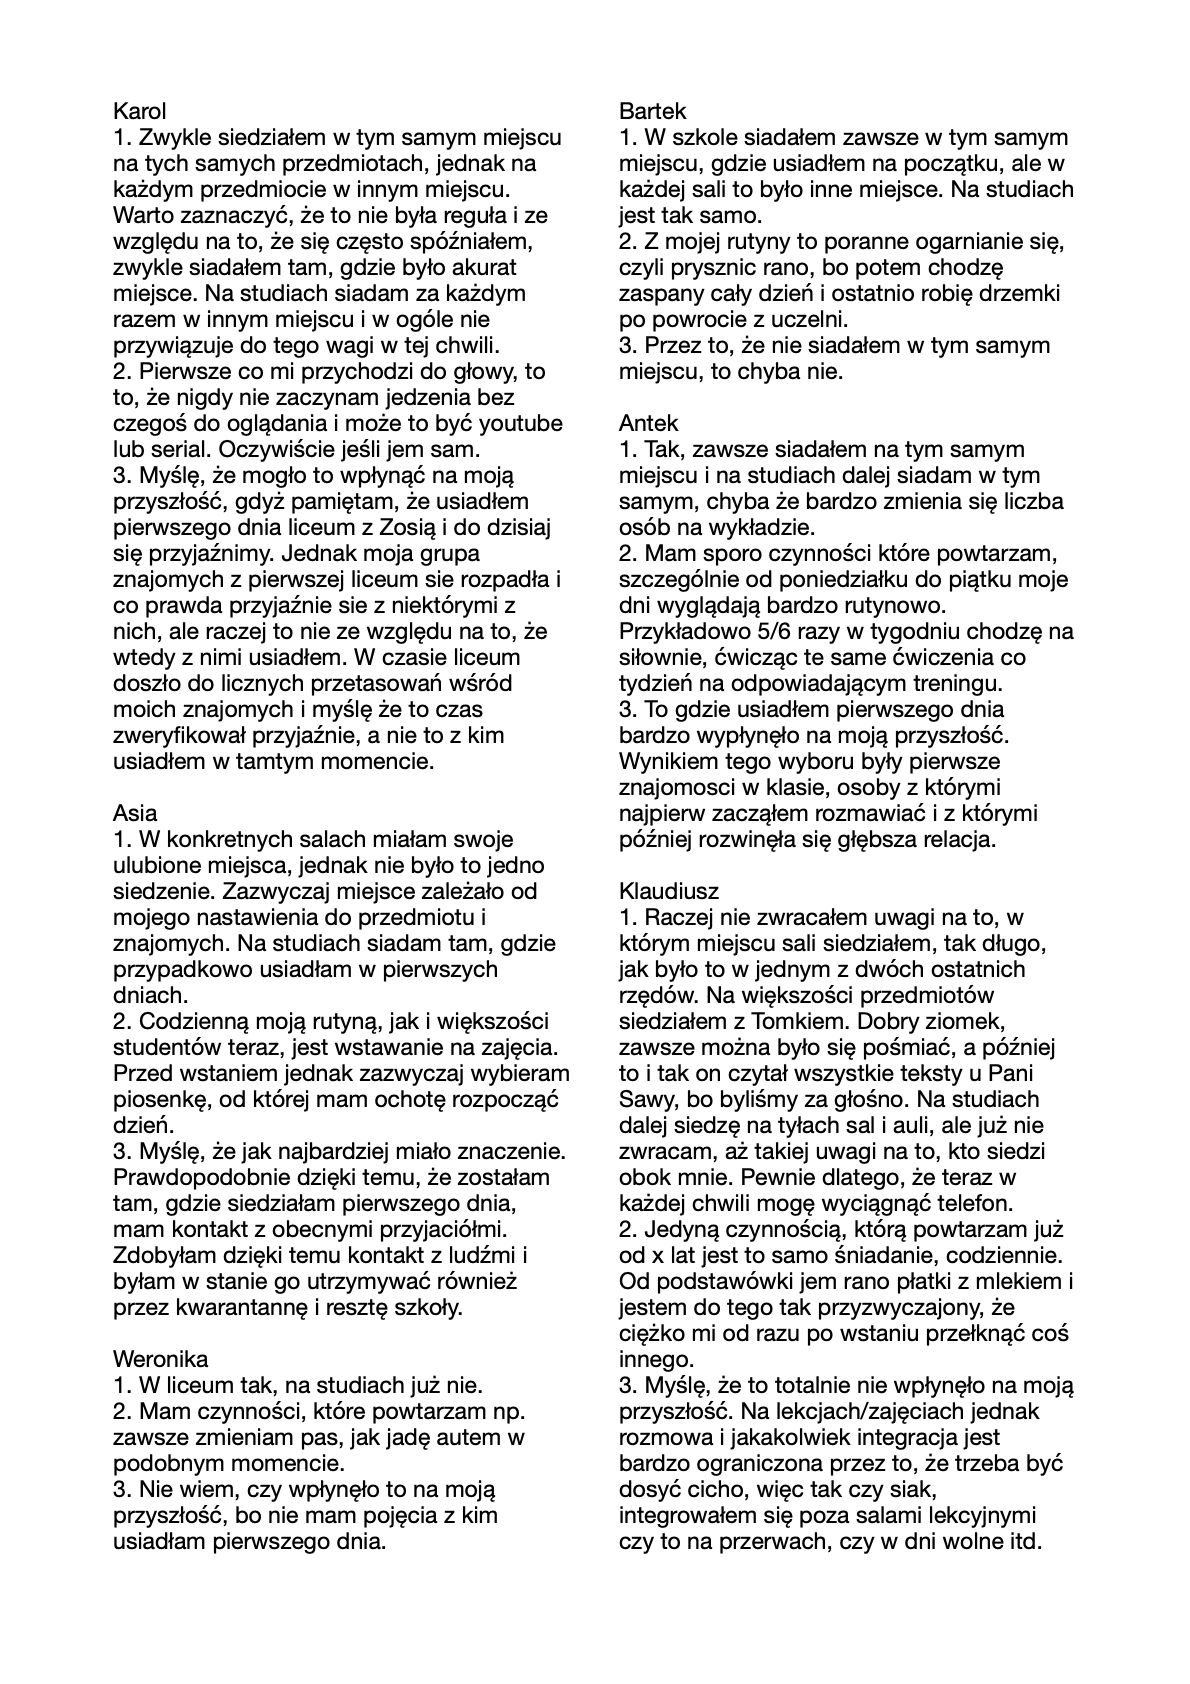 Karol
1. Zwykle siedziałem w tym samym miejscu
na tych samych przedmiotach, jednak na
każdym przedmiocie w innym miejscu.
Warto zaznaczyć, że to nie była reguła i ze
względu na to, że się często spóźniałem,
zwykle siadałem tam, gdzie było akurat
miejsce. Na studiach siadam za każdym
razem w innym miejscu i w ogóle nie
przywiązuje do tego wagi w tej chwili.
2. Pierwsze co mi przychodzi do głowy, to
to, że nigdy nie zaczynam jedzenia bez
czegoś do oglądania i może to być youtube
lub serial. Oczywiście jeśli jem sam.
3. Myślę, że mogło to wpłynąć na moją
przyszłość, gdyż pamiętam, że usiadłem
pierwszego dnia liceum z Zosią i do dzisiaj
się przyjaźnimy. Jednak moja grupa
znajomych z pierwszej liceum sie rozpadła i
co prawda przyjaźnie sie z niektórymi z
nich, ale raczej to nie ze względu na to, że
wtedy z nimi usiadłem. W czasie liceum
doszło do licznych przetasowań wśród
moich znajomych i myślę że to czas
zweryfikował przyjaźnie, a nie to z kim
usiadłem w tamtym momencie.

Asia
1. W konkretnych salach miałam swoje
ulubione miejsca, jednak nie było to jedno
siedzenie. Zazwyczaj miejsce zależało od
mojego nastawienia do przedmiotu i
znajomych. Na studiach siadam tam, gdzie
przypadkowo usiadłam w pierwszych
dniach.
2. Codzienną moją rutyną, jak i większości
studentów teraz, jest wstawanie na zajęcia.
Przed wstaniem jednak zazwyczaj wybieram
piosenkę, od której mam ochotę rozpocząć
dzień.
3. Myślę, że jak najbardziej miało znaczenie.
Prawdopodobnie dzięki temu, że zostałam
tam, gdzie siedziałam pierwszego dnia,
mam kontakt z obecnymi przyjaciółmi.
Zdobyłam dzięki temu kontakt z ludźmi i
byłam w stanie go utrzymywać również
przez kwarantannę i resztę szkoły.

Weronika
1. W liceum tak, na studiach już nie.
2. Mam czynności, które powtarzam np.
zawsze zmieniam pas, jak jadę autem w
podobnym momencie.
3. Nie wiem, czy wpłynęło to na moją
przyszłość, bo nie mam pojęcia z kim
usiadłam pierwszego dnia.

Bartek
1. W szkole siadałem zawsze w tym samym
miejscu, gdzie usiadłem na początku, ale w
każdej sali to było inne miejsce. Na studiach
jest tak samo.
2. Z mojej rutyny to poranne ogarnianie się,
czyli prysznic rano, bo potem chodzę
zaspany cały dzień i ostatnio robię drzemki
po powrocie z uczelni.
3. Przez to, że nie siadałem w tym samym
miejscu, to chyba nie.

Antek
1. Tak, zawsze siadałem na tym samym
miejscu i na studiach dalej siadam w tym
samym, chyba że bardzo zmienia się liczba
osób na wykładzie.
2. Mam sporo czynności które powtarzam,
szczególnie od poniedziałku do piątku moje
dni wyglądają bardzo rutynowo.
Przykładowo 5/6 razy w tygodniu chodzę na
siłownie, ćwicząc te same ćwiczenia co
tydzień na odpowiadającym treningu.
3. To gdzie usiadłem pierwszego dnia
bardzo wypłynęło na moją przyszłość.
Wynikiem tego wyboru były pierwsze
znajomosci w klasie, osoby z którymi
najpierw zacząłem rozmawiać i z którymi
później rozwinęła się głębsza relacja.

Klaudiusz
1. Raczej nie zwracałem uwagi na to, w
którym miejscu sali siedziałem, tak długo,
jak było to w jednym z dwóch ostatnich
rzędów. Na większości przedmiotów
siedziałem z Tomkiem. Dobry ziomek,
zawsze można było się pośmiać, a później
to i tak on czytał wszystkie teksty u Pani
Sawy, bo byliśmy za głośno. Na studiach
dalej siedzę na tyłach sal i auli, ale już nie
zwracam, aż takiej uwagi na to, kto siedzi
obok mnie. Pewnie dlatego, że teraz w
każdej chwili mogę wyciągnąć telefon.
2. Jedyną czynnością, którą powtarzam już
od x lat jest to samo śniadanie, codziennie.
Od podstawówki jem rano płatki z mlekiem i
jestem do tego tak przyzwyczajony, że
ciężko mi od razu po wstaniu przełknąć coś
innego.
3. Myślę, że to totalnie nie wpłynęło na moją
przyszłość. Na lekcjach/zajęciach jednak
rozmowa i jakakolwiek integracja jest
bardzo ograniczona przez to, że trzeba być
dosyć cicho, więc tak czy siak,
integrowałem się poza salami lekcyjnymi
czy to na przerwach, czy w dni wolne itd.